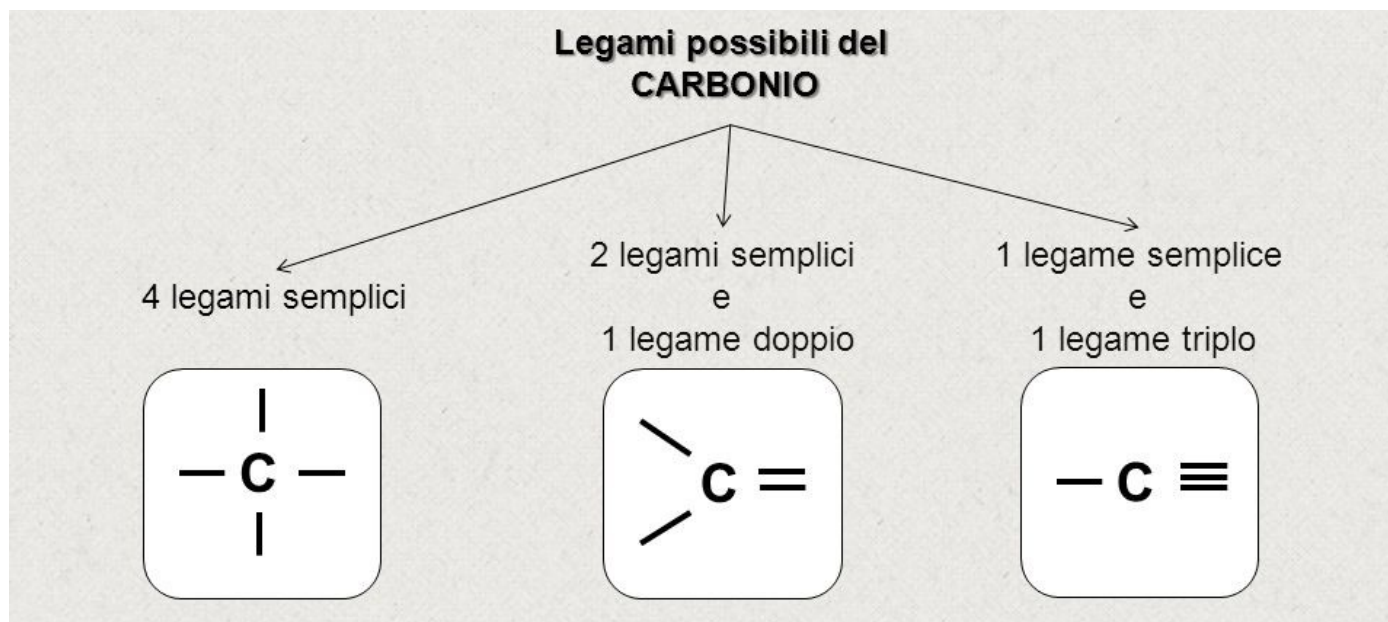 Legami possibili del
CARBONIO
4 legami semplici
2 legami semplici
e
1 legame doppio
1 legame semplice
e
1 legame triplo
C
C
C